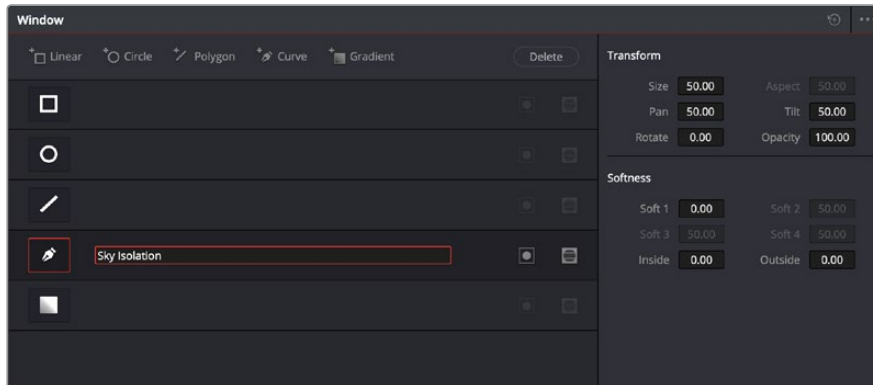 Window
Linear Circle Polygon Curve Gradient Delete
Sky Isolation
Transform
Size 50.00 Aspect 50.00
Pan 50.00 Tilt 50.00
Rotate 0.00 Opacity 100.00
Softness
Soft 1 0.00 Soft 2 50.00
Soft 3 50.00 Soft 4 50.00
Inside 0.00 Outside 0.00